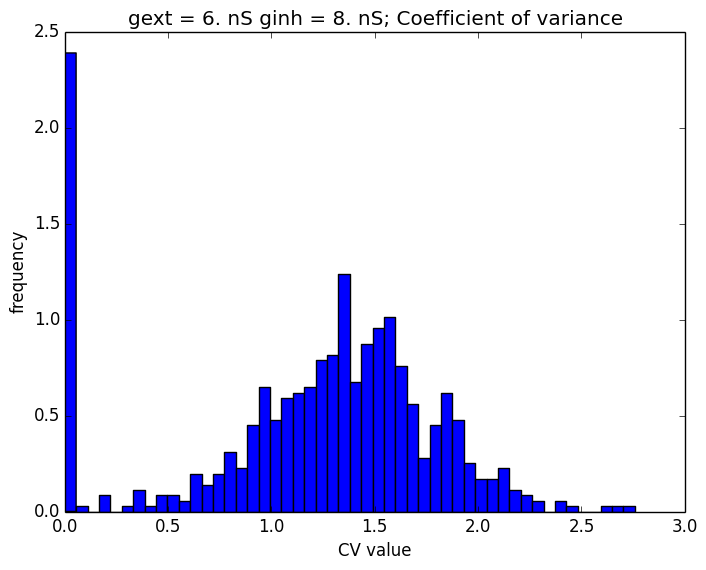 gext = 6. nS ginh = 8. nS; Coefficient of variance
2.5
2.0
1.5
1.0
0.5
0.0
frequency
0.0 0.5 1.0 1.5 2.0 2.5 3.0
CV value